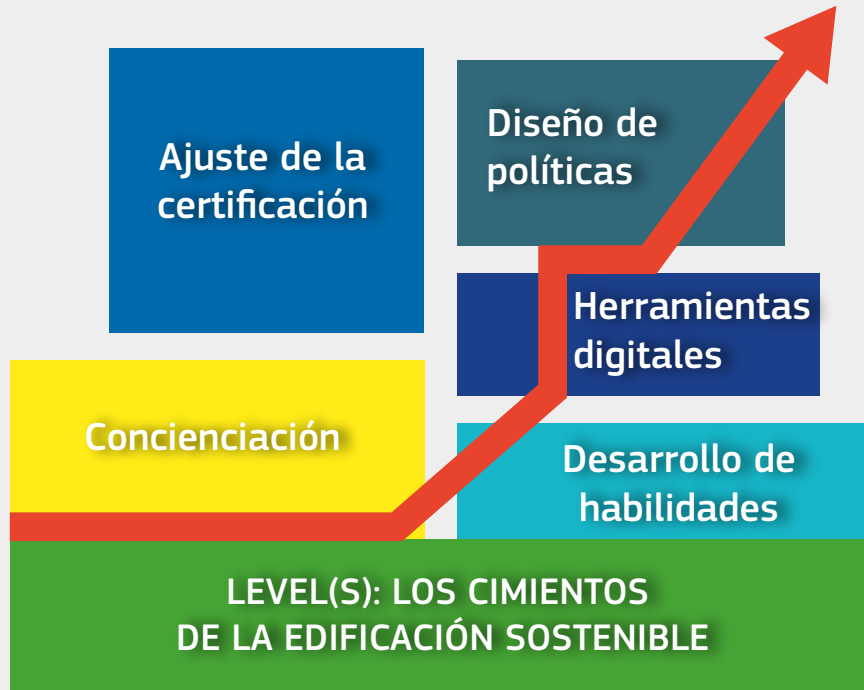 Ajuste de la
certificación
Diseño de
políticas
Herramientas
digitales
Concienciación
Desarrollo de
habilidades
LEVEL(S): LOS CIMIENTOS
DE LA EDIFICACIÓN SOSTENIBLE